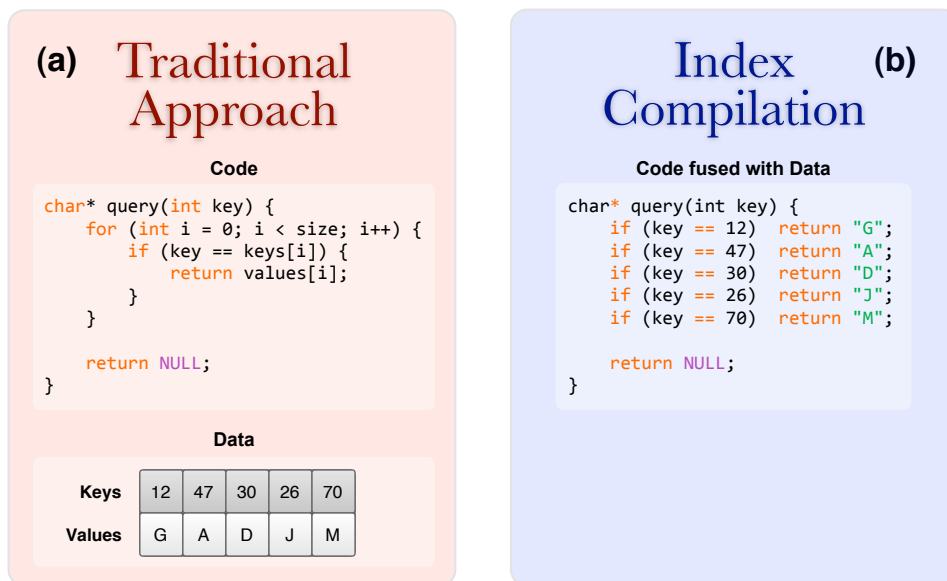 (a) Traditional
Approach
Code
char* query(int key) {
    for (int i = 0; i < size; i++) {
        if (key == keys[i]) {
            return values[i];
        }
    }

    return NULL;
}
Data
Keys 12 47 30 26 70
Values G A D J M
Index (b)
Compilation
Code fused with Data
char* query(int key) {
    if (key == 12)  return "G";
    if (key == 47)  return "A";
    if (key == 30)  return "D";
    if (key == 26)  return "J";
    if (key == 70)  return "M";

    return NULL;
}